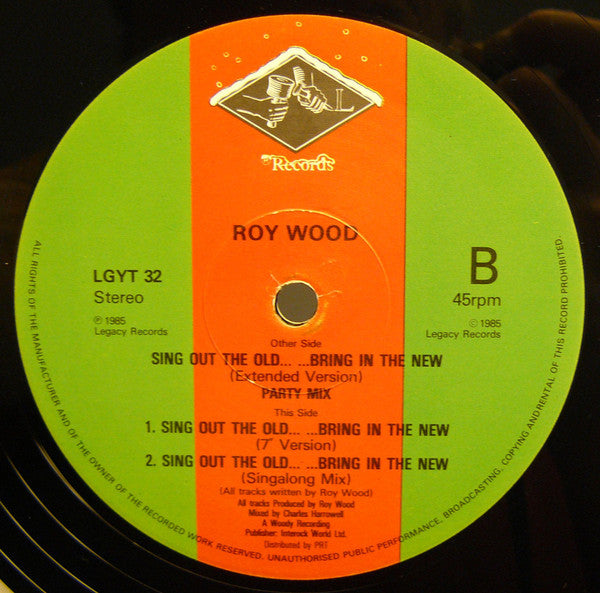 L
Records
ROY WOOD
LGYT 32
Stereo
℗ 1985
Legacy Records
B
45rpm
© 1985
Legacy Records
Other Side
SING OUT THE OLD... ...BRING IN THE NEW
(Extended Version)
PARTY MIX
This Side
1. SING OUT THE OLD... ...BRING IN THE NEW
(7" Version)
2. SING OUT THE OLD... ...BRING IN THE NEW
(Singalong Mix)
(All tracks written by Roy Wood)
All tracks Produced by Roy Wood
Mixed by Charles Harrowell
A Woody Recording
Publisher: Interock World Ltd.
Distributed by PRT
ALL RIGHTS OF THE MANUFACTURER AND OF THE OWNER OF THE RECORDED WORK RESERVED. UNAUTHORISED PUBLIC PERFORMANCE, BROADCASTING, COPYING AND RENTAL OF THIS RECORD PROHIBITED.